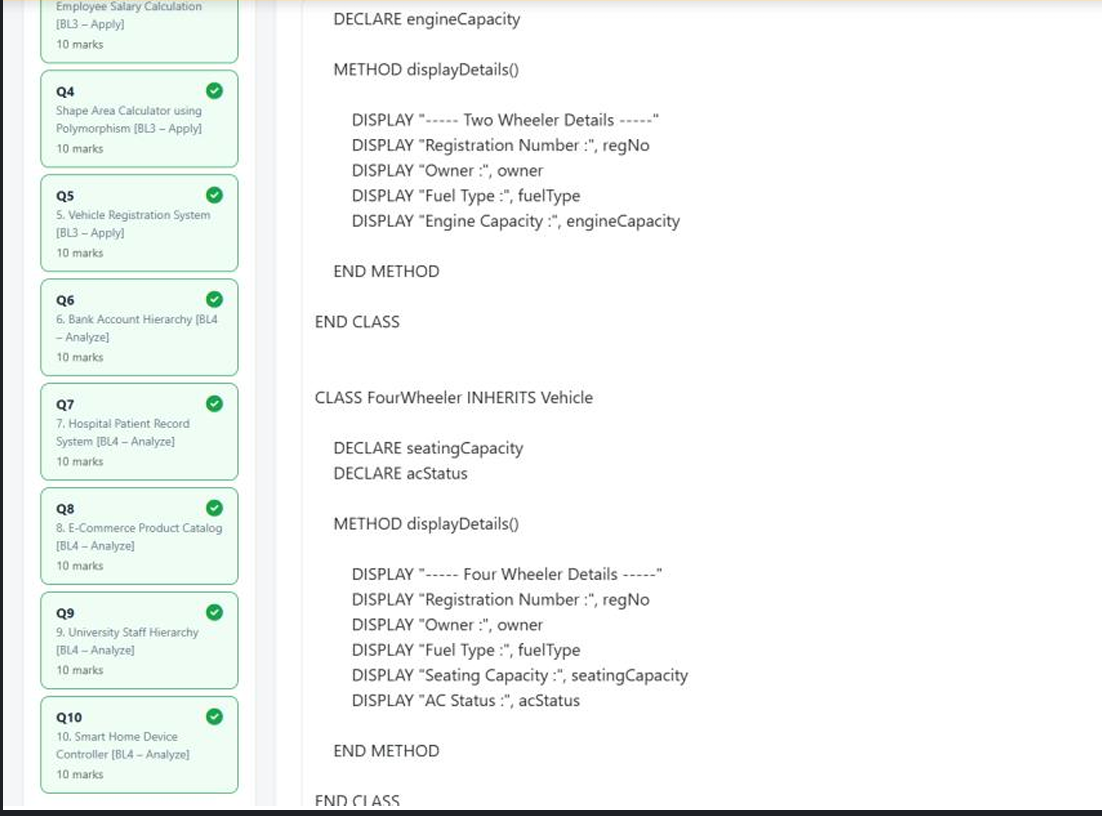 Employee Salary Calculation
[BL3 – Apply]
10 marks
Q4
Shape Area Calculator using
Polymorphism [BL3 – Apply]
10 marks
Q5
5. Vehicle Registration System
[BL3 – Apply]
10 marks
Q6
6. Bank Account Hierarchy [BL4
– Analyze]
10 marks
Q7
7. Hospital Patient Record
System [BL4 – Analyze]
10 marks
Q8
8. E-Commerce Product Catalog
[BL4 – Analyze]
10 marks
Q9
9. University Staff Hierarchy
[BL4 – Analyze]
10 marks
Q10
10. Smart Home Device
Controller [BL4 – Analyze]
10 marks
DECLARE engineCapacity
METHOD displayDetails()
DISPLAY "----- Two Wheeler Details -----"
DISPLAY "Registration Number :", regNo
DISPLAY "Owner :", owner
DISPLAY "Fuel Type :", fuelType
DISPLAY "Engine Capacity :", engineCapacity
END METHOD
END CLASS
CLASS FourWheeler INHERITS Vehicle
DECLARE seatingCapacity
DECLARE acStatus
METHOD displayDetails()
DISPLAY "----- Four Wheeler Details -----"
DISPLAY "Registration Number :", regNo
DISPLAY "Owner :", owner
DISPLAY "Fuel Type :", fuelType
DISPLAY "Seating Capacity :", seatingCapacity
DISPLAY "AC Status :", acStatus
END METHOD
END CLASS